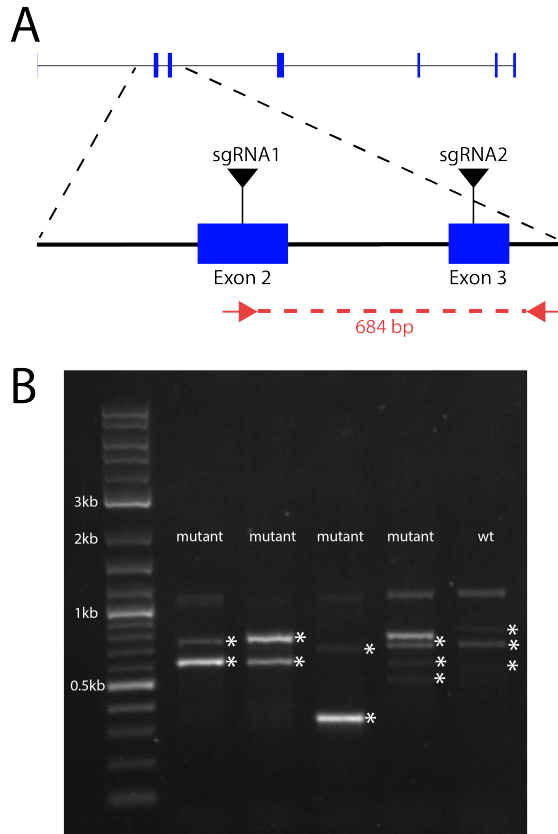 A
sgRNA1
sgRNA2
Exon 2
Exon 3
684 bp
B
3kb
2kb
mutant
mutant
mutant
mutant
wt
1kb
*
*
*
*
*
*
*
*
*
*
*
*
0.5kb